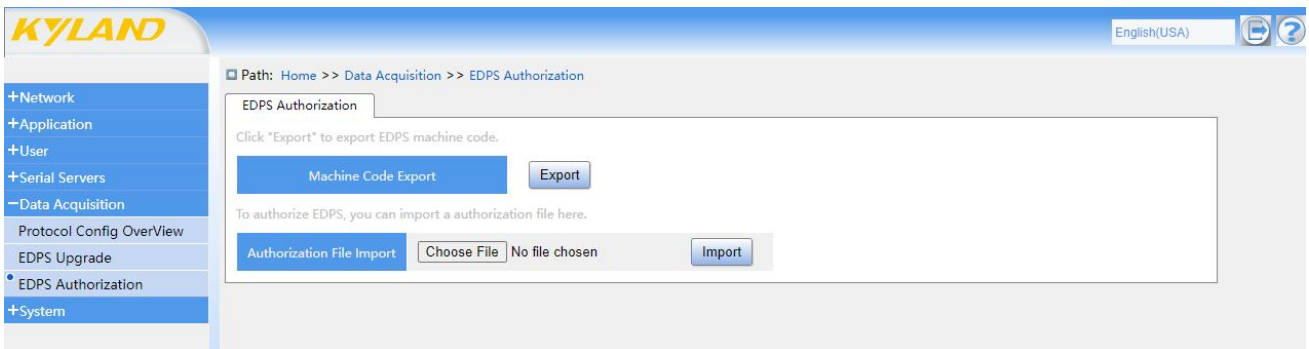 KYLAND
English(USA)
Path: Home >> Data Acquisition >> EDPS Authorization
+Network
+Application
+User
+Serial Servers
−Data Acquisition
Protocol Config OverView
EDPS Upgrade
EDPS Authorization
+System
EDPS Authorization
Click "Export" to export EDPS machine code.
Machine Code Export Export
To authorize EDPS, you can import a authorization file here.
Authorization File Import Choose File No file chosen Import